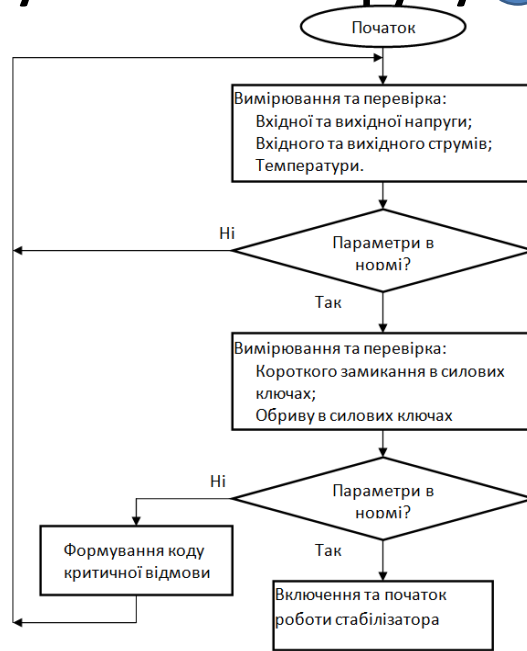 Початок
Вимірювання та перевірка:
Вхідної та вихідної напруги;
Вхідного та вихідного струмів;
Температури.
Ні
Параметри в
нормі?
Так
Вимірювання та перевірка:
Короткого замикання в силових
ключах;
Обриву в силових ключах
Ні
Параметри в
нормі?
Формування коду
критичної відмови
Так
Включення та початок
роботи стабілізатора